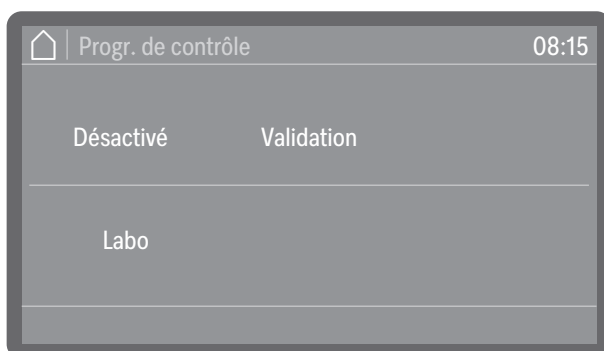 Progr. de contrôle 08:15
Désactivé Validation
Labo